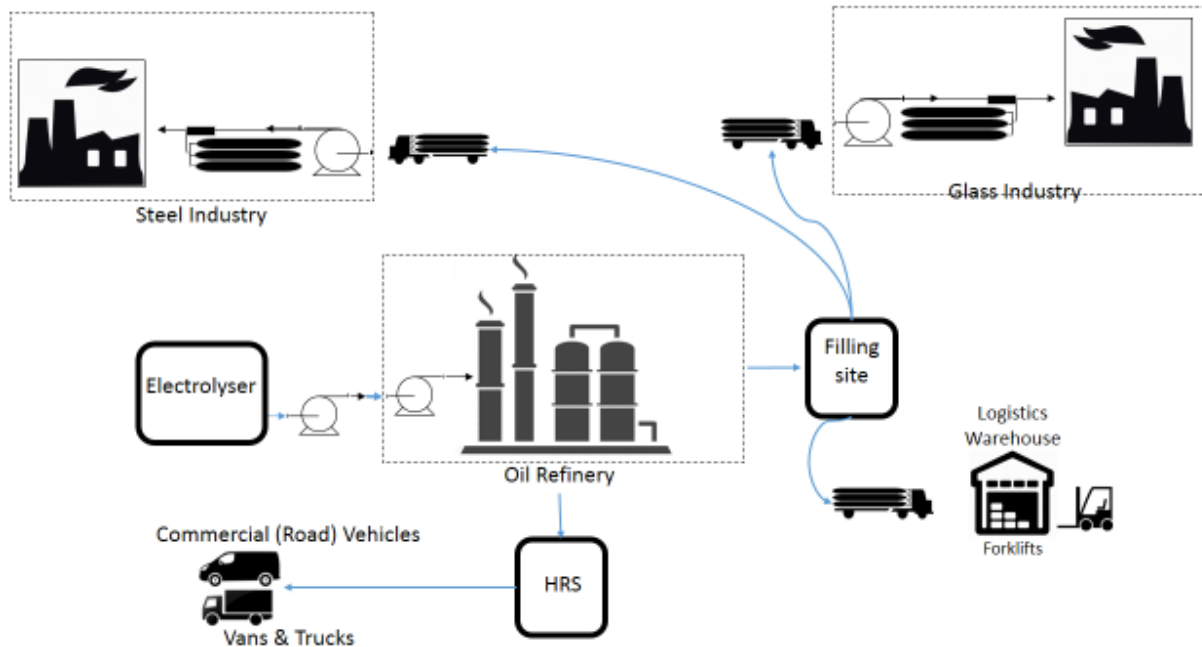 Steel Industry
Glass Industry
Electrolyser
Oil Refinery
Filling
site
Logistics
Warehouse
Forklifts
Commercial (Road) Vehicles
HRS
Vans & Trucks